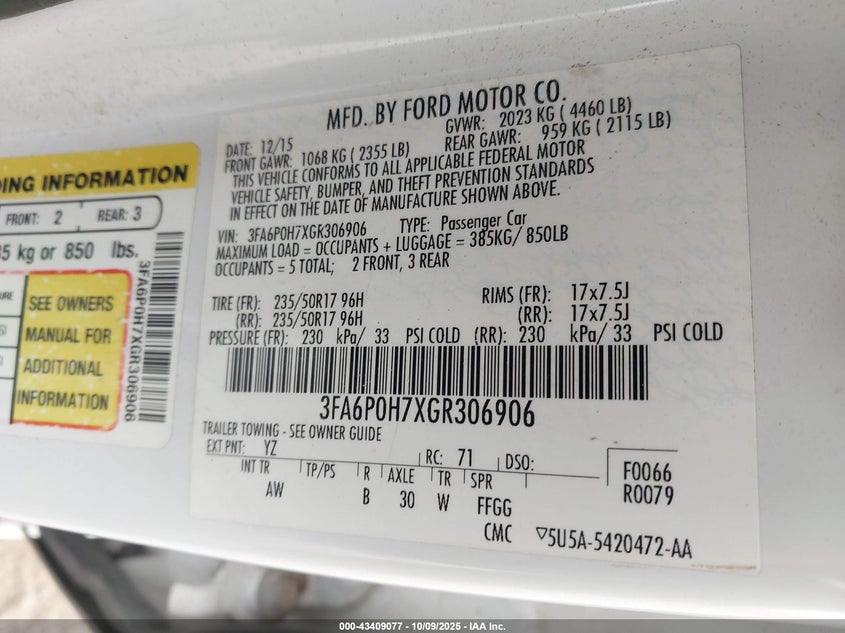 MFD. BY FORD MOTOR CO.
DATE: 12/15 GVWR: 2023 KG ( 4460 LB)
FRONT GAWR: 1068 KG ( 2355 LB) REAR GAWR: 959 KG ( 2115 LB)
THIS VEHICLE CONFORMS TO ALL APPLICABLE FEDERAL MOTOR
VEHICLE SAFETY, BUMPER, AND THEFT PREVENTION STANDARDS
IN EFFECT ON THE DATE OF MANUFACTURE SHOWN ABOVE.
VIN: 3FA6P0H7XGR306906 TYPE: Passenger Car
MAXIMUM LOAD = OCCUPANTS + LUGGAGE = 385KG/ 850LB
OCCUPANTS = 5 TOTAL; 2 FRONT, 3 REAR
TIRE (FR): 235/50R17 96H RIMS (FR): 17x7.5J
(RR): 235/50R17 96H (RR): 17x7.5J
PRESSURE (FR): 230 kPa/ 33 PSI COLD (RR): 230 kPa/ 33 PSI COLD
3FA6P0H7XGR306906
TRAILER TOWING - SEE OWNER GUIDE
EXT PNT: YZ RC: 71 DSO:
INT TR TP/PS R AXLE TR SPR
AW B 30 W FFGG
F0066
R0079
CMC ▽5U5A-5420472-AA
DING INFORMATION
FRONT: 2 REAR: 3
85 kg or 850 lbs.
SEE OWNERS
MANUAL FOR
ADDITIONAL
INFORMATION
3FA6P0H7XGR306906
000-43409077 - 10/09/2025 - IAA Inc.